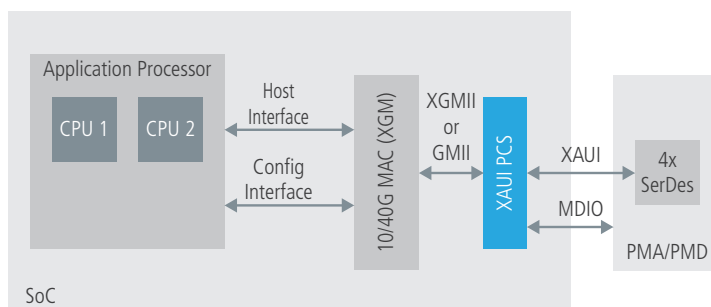 Application Processor
CPU 1
CPU 2
Host
Interface
Config
Interface
10/40G MAC (XGM)
XGMII
or
GMII
XAUI PCS
XAUI
MDIO
4x
SerDes
PMA/PMD
SoC